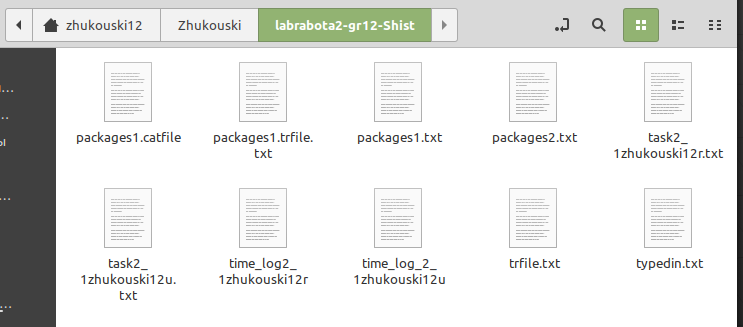 zhukouski12 Zhukouski labrabota2-gr12-Shist
packages1.catfile
packages1.trfile.
txt
packages1.txt
packages2.txt
task2_
1zhukouski12r.txt
task2_
1zhukouski12u.
txt
time_log2_
1zhukouski12r
time_log_2_
1zhukouski12u
trfile.txt
typedin.txt